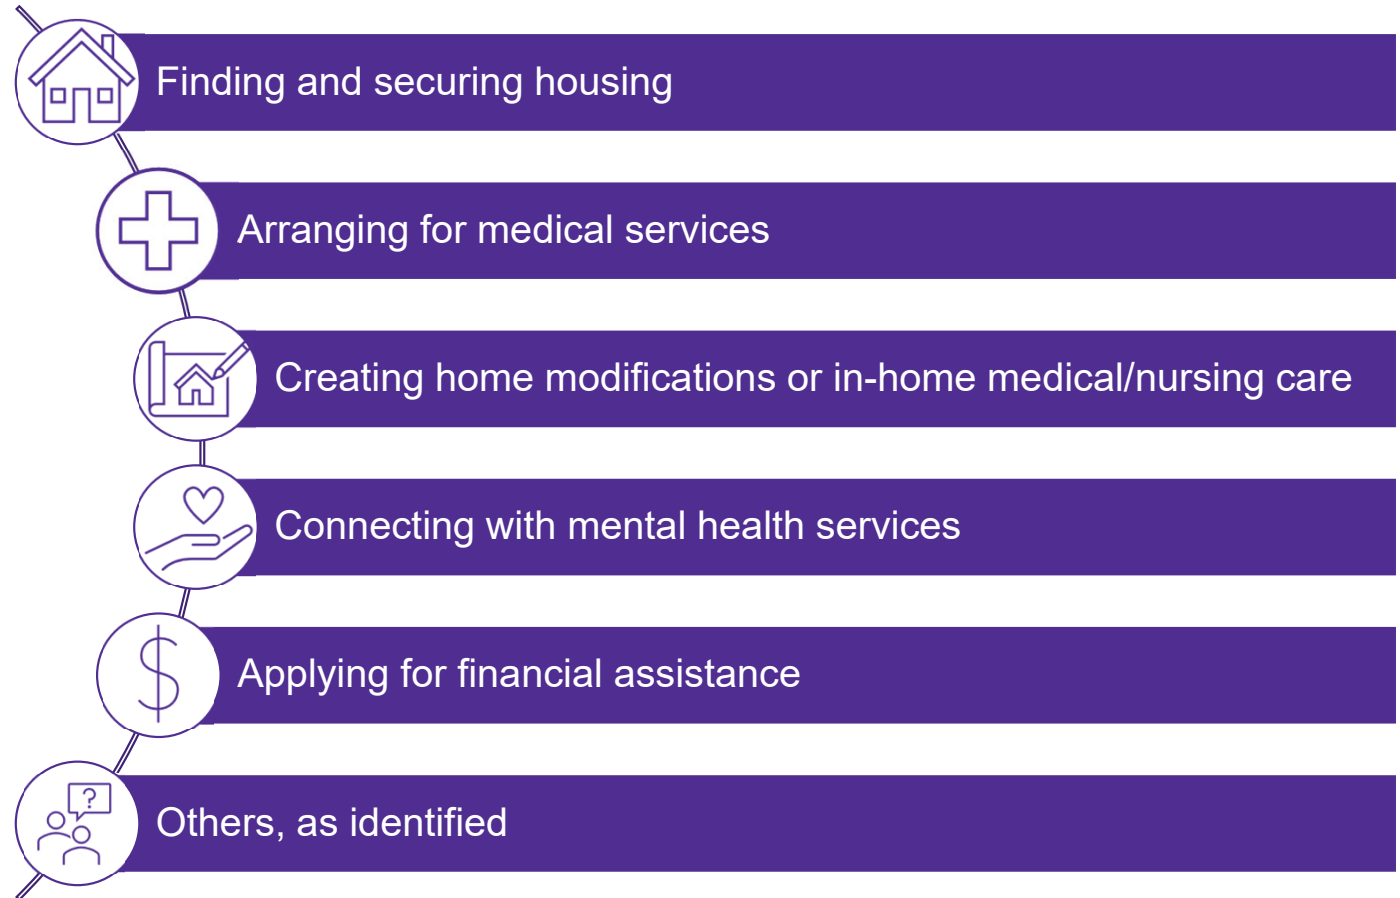 Finding and securing housing
Arranging for medical services
Creating home modifications or in-home medical/nursing care
Connecting with mental health services
$
Applying for financial assistance
?
Others, as identified